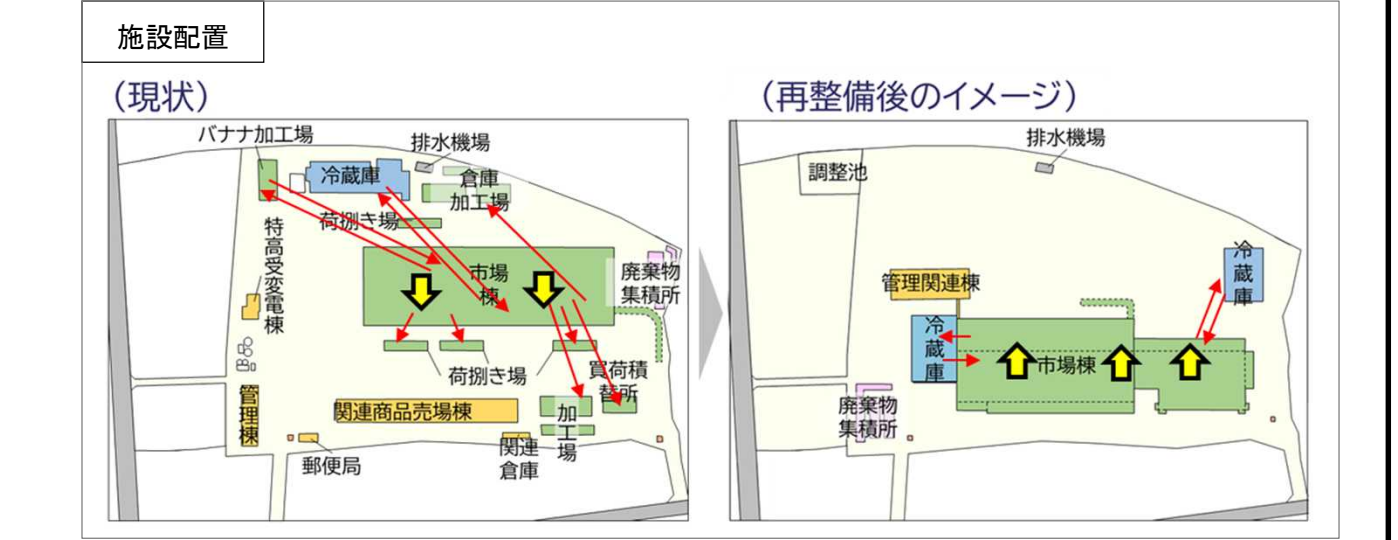 施設配置
（現状）
バナナ加工場
排水機場
冷蔵庫
倉庫
加工場
荷捌き場
特高受変電棟
市場
棟
廃棄物
集積所
荷捌き場
買荷積
替所
管理棟
関連商品売場棟
加工場
郵便局
関連
倉庫
（再整備後のイメージ）
排水機場
調整池
冷蔵庫
管理関連棟
冷蔵庫
市場棟
廃棄物
集積所